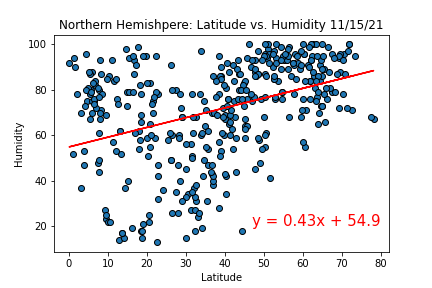 Northern Hemishpere: Latitude vs. Humidity 11/15/21
100
80
60
40
20
Humidity
y = 0.43x + 54.9
0 10 20 30 40 50 60 70 80
Latitude